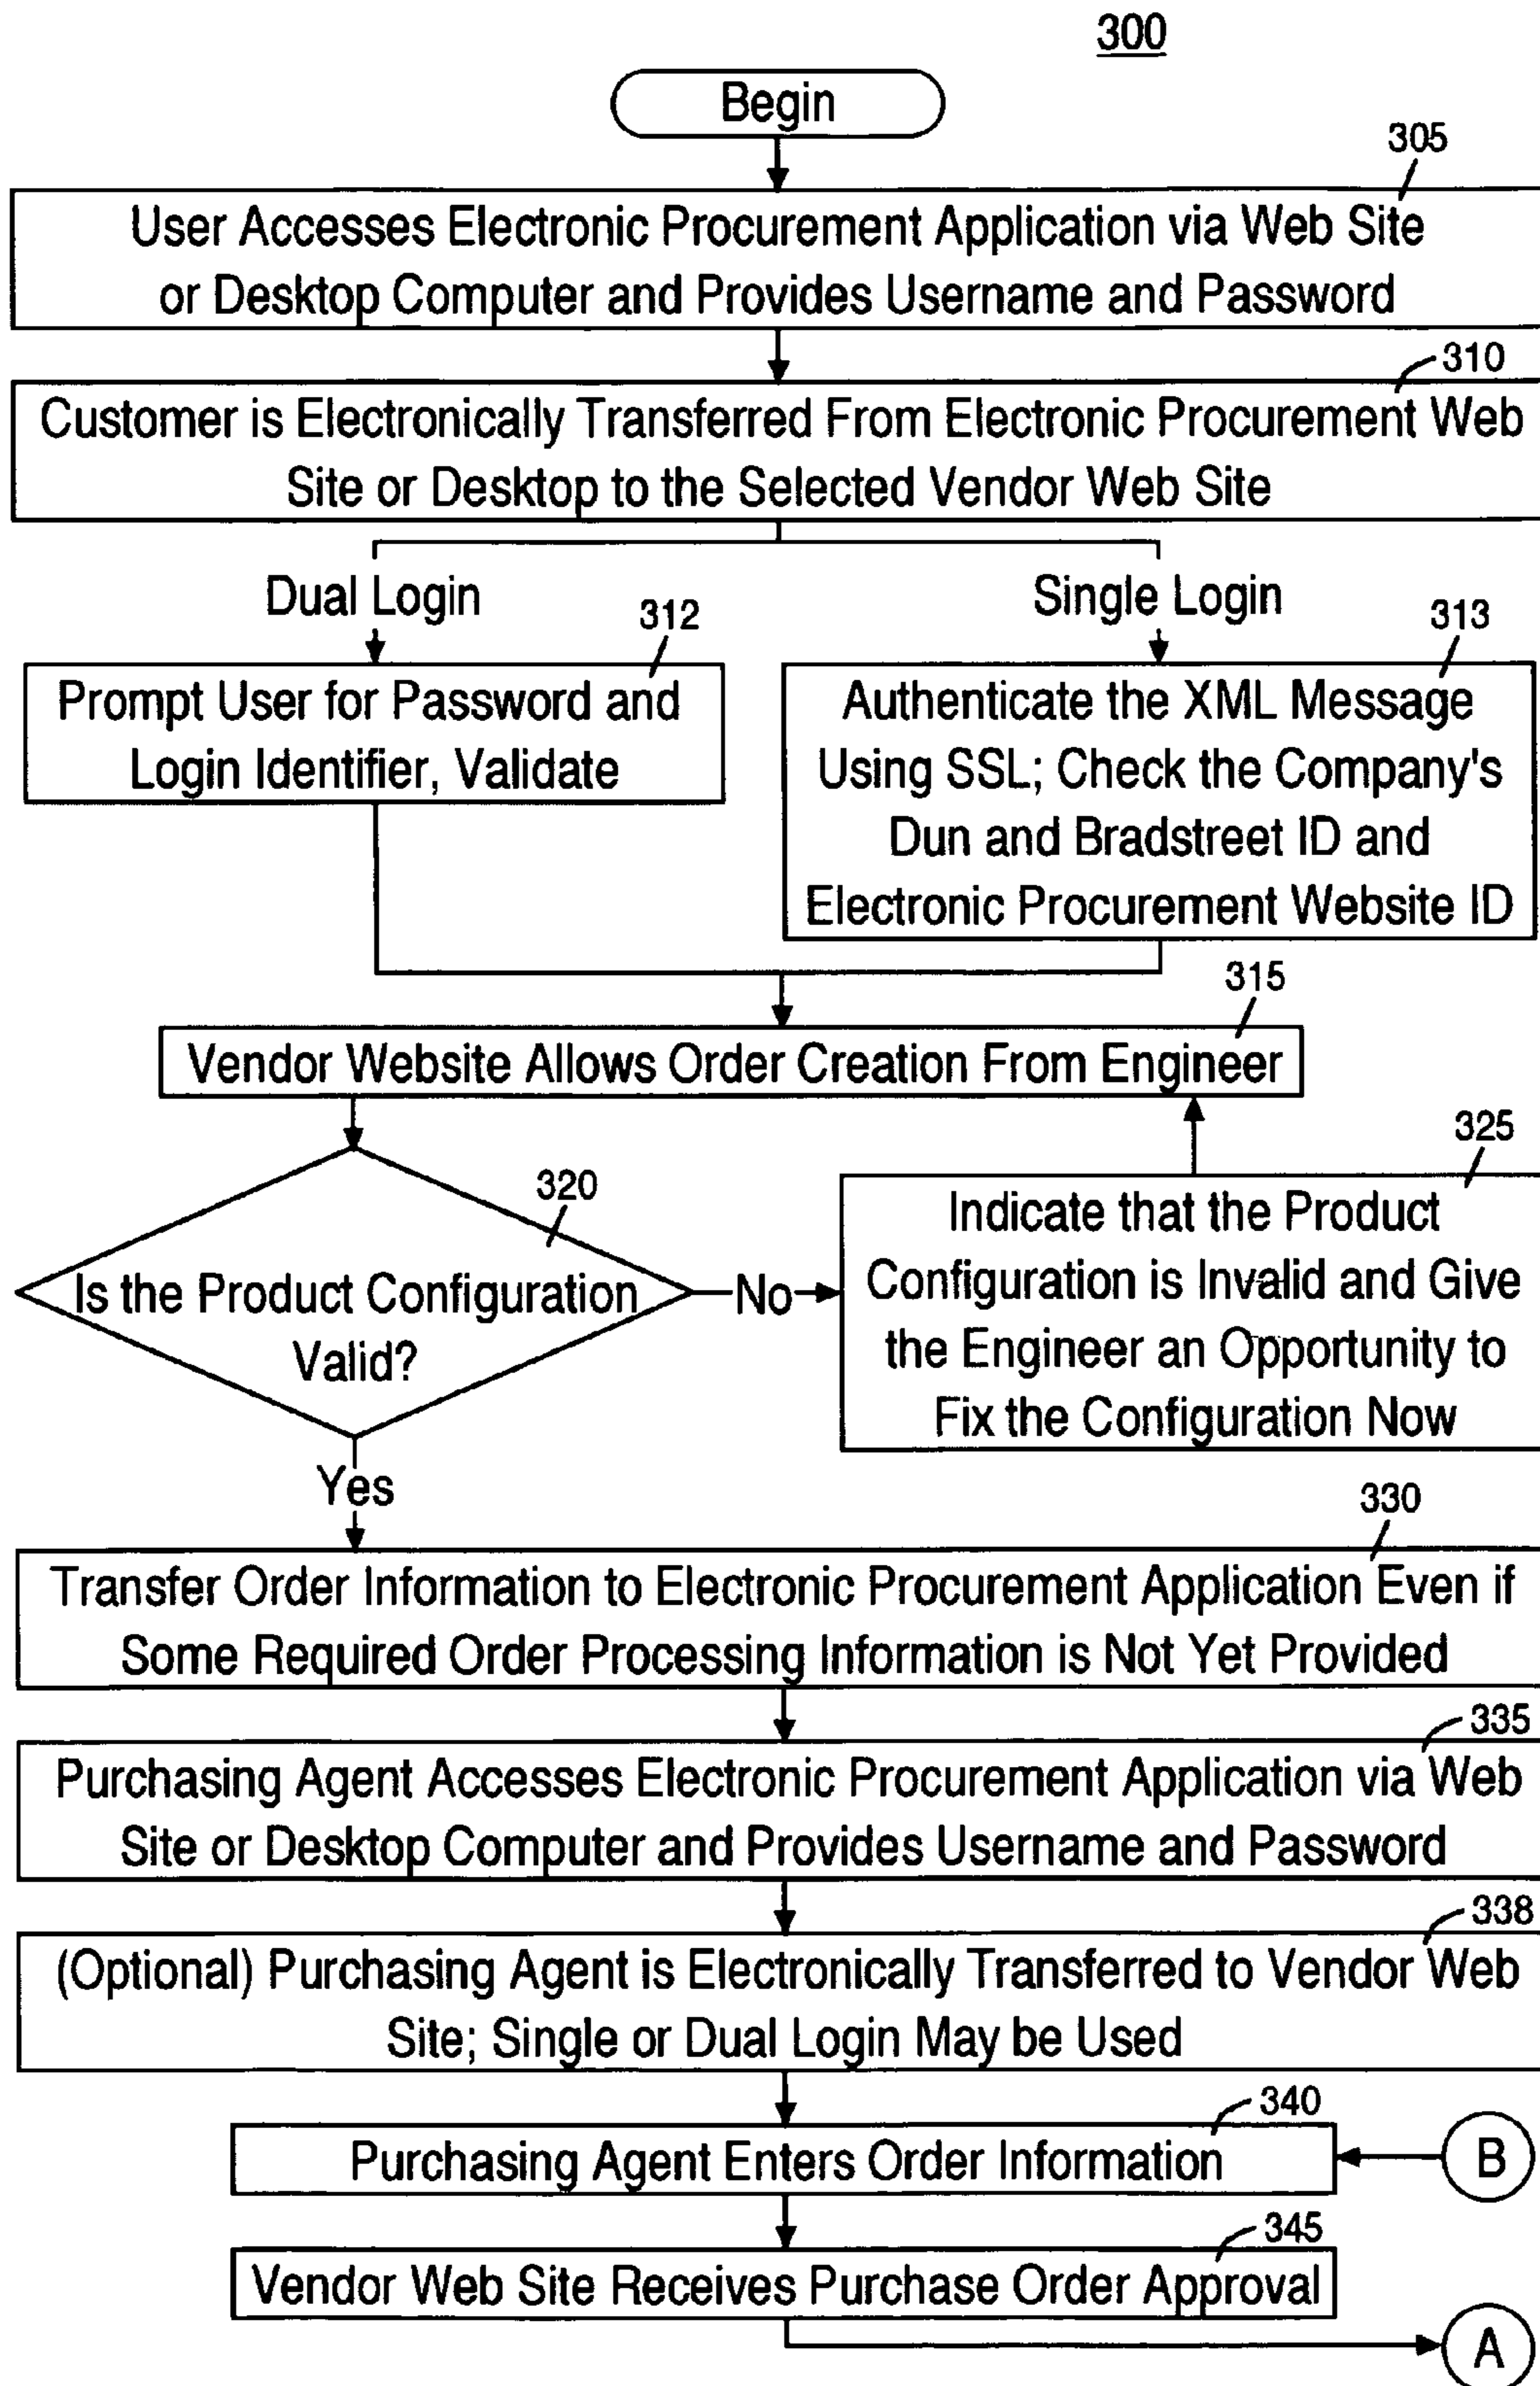 300
Begin
305
User Accesses Electronic Procurement Application via Web Site
or Desktop Computer and Provides Username and Password
310
Customer is Electronically Transferred From Electronic Procurement Web
Site or Desktop to the Selected Vendor Web Site
Dual Login
312
Prompt User for Password and
Login Identifier, Validate
Single Login
313
Authenticate the XML Message
Using SSL; Check the Company's
Dun and Bradstreet ID and
Electronic Procurement Website ID
315
Vendor Website Allows Order Creation From Engineer
320
Is the Product Configuration
Valid?
No
325
Indicate that the Product
Configuration is Invalid and Give
the Engineer an Opportunity to
Fix the Configuration Now
Yes
330
Transfer Order Information to Electronic Procurement Application Even if
Some Required Order Processing Information is Not Yet Provided
335
Purchasing Agent Accesses Electronic Procurement Application via Web
Site or Desktop Computer and Provides Username and Password
338
(Optional) Purchasing Agent is Electronically Transferred to Vendor Web
Site; Single or Dual Login May be Used
340
Purchasing Agent Enters Order Information
B
345
Vendor Web Site Receives Purchase Order Approval
A